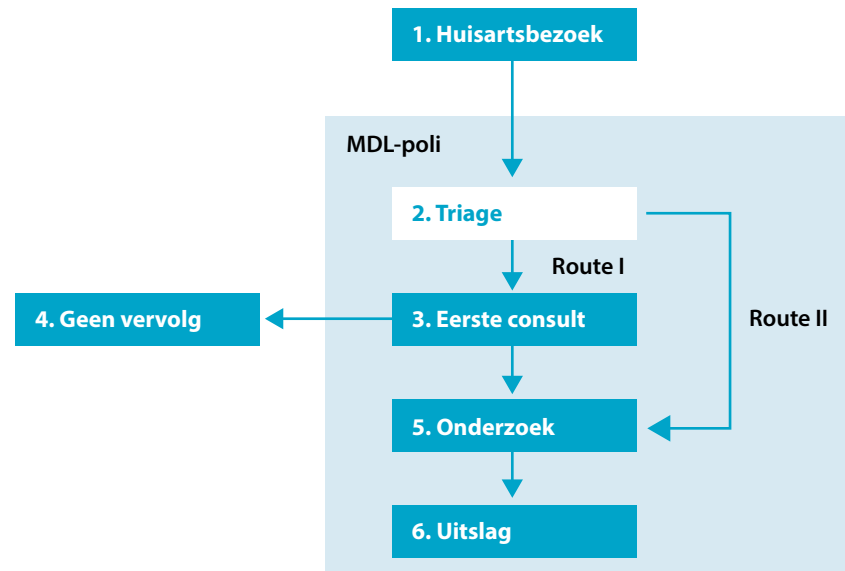 1. Huisartsbezoek
MDL-poli
2. Triage
Route I
4. Geen vervolg
3. Eerste consult
Route II
5. Onderzoek
6. Uitslag